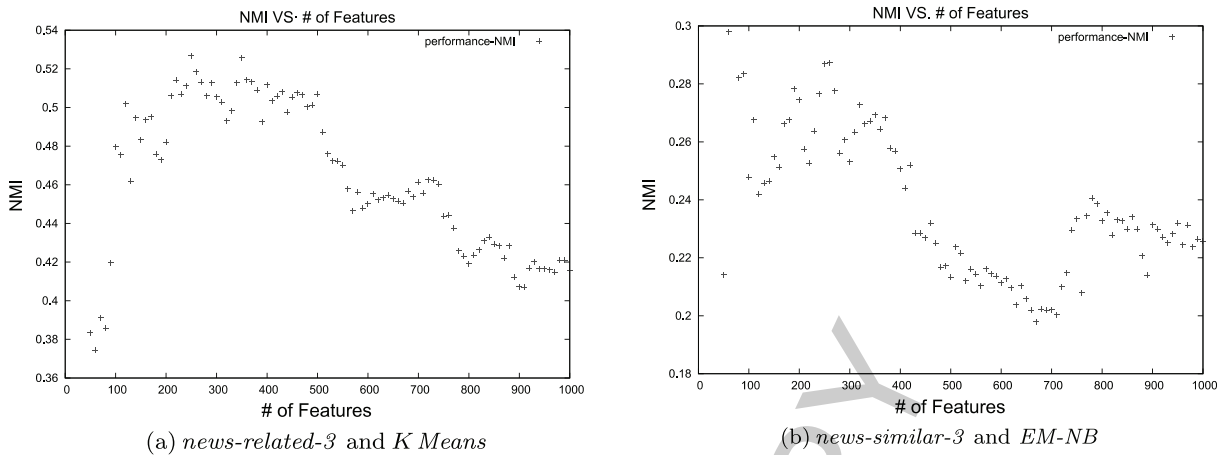 NMI VS· # of Features
performance-NMI
NMI
0.54
0.52
0.5
0.48
0.46
0.44
0.42
0.4
0.38
0.36
0 100 200 300 400 500 600 700 800 900 1000
# of Features
(a) news-related-3 and K Means
NMI VS. # of Features
performance-NMI
NMI
0.3
0.28
0.26
0.24
0.22
0.2
0.18
0 100 200 300 400 500 600 700 800 900 1000
# of Features
(b) news-similar-3 and EM-NB